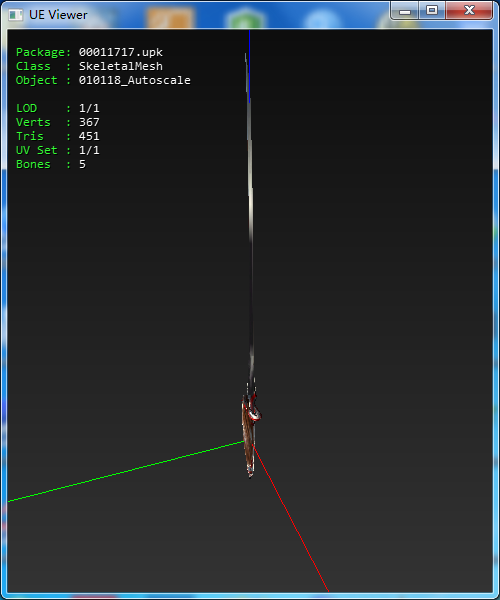 UE Viewer
Package: 00011717.upk
Class : SkeletalMesh
Object : 010118_Autoscale
LOD : 1/1
Verts : 367
Tris : 451
UV Set : 1/1
Bones : 5